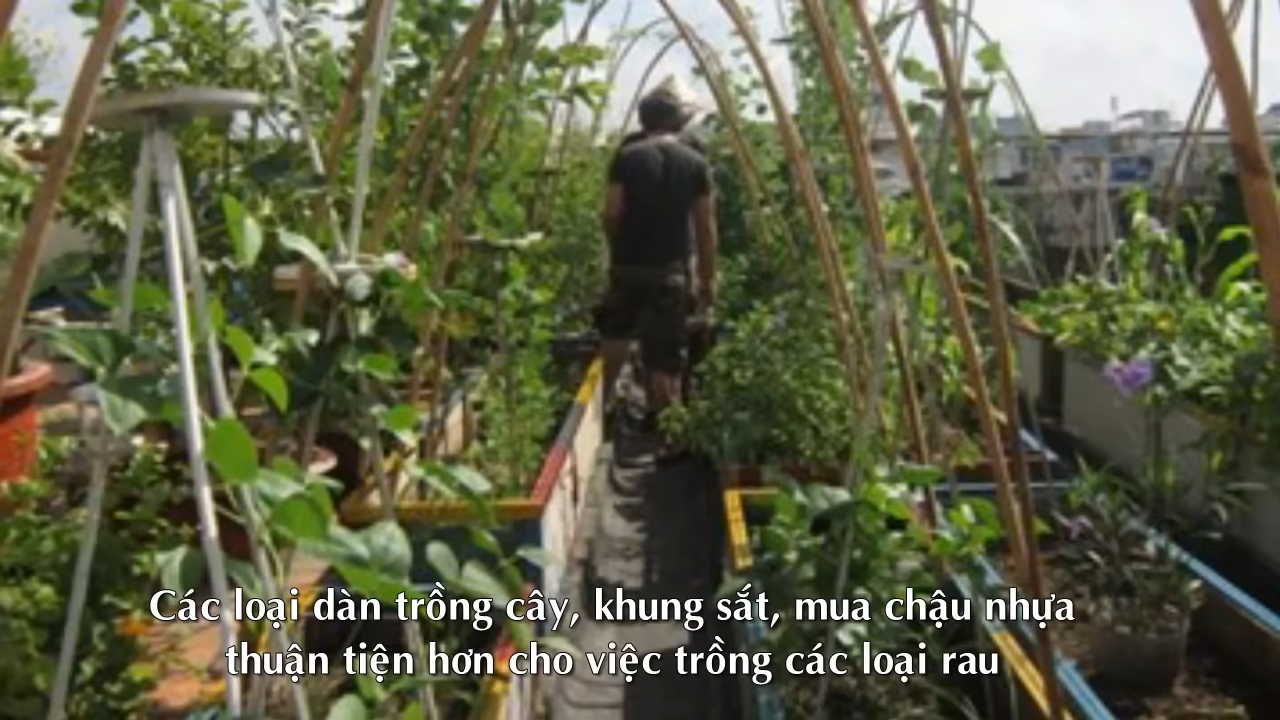 Các loại dàn trồng cây, khung sắt, mua chậu nhựa
thuận tiện hơn cho việc trồng các loại rau